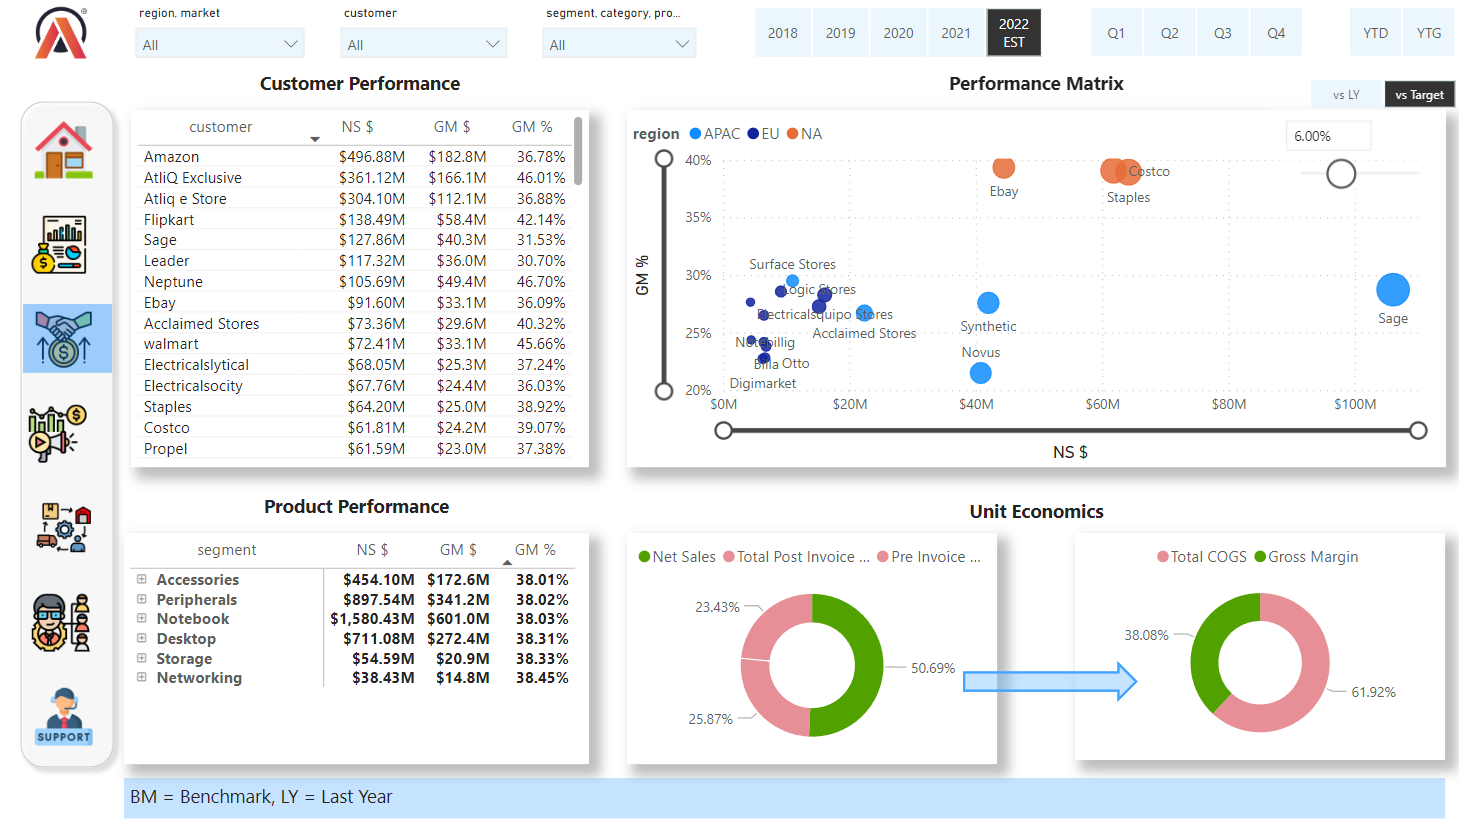 region, market
customer
segment, category, pro...
All
All
All
2018
2019
2020
2021
2022
EST
Q1
Q2
Q3
Q4
YTD
YTG
Customer Performance
customer NS $ GM $ GM %
Amazon $496.88M $182.8M 36.78%
AtliQ Exclusive $361.12M $166.1M 46.01%
Atliq e Store $304.10M $112.1M 36.88%
Flipkart $138.49M $58.4M 42.14%
Sage $127.86M $40.3M 31.53%
Leader $117.32M $36.0M 30.70%
Neptune $105.69M $49.4M 46.70%
Ebay $91.60M $33.1M 36.09%
Acclaimed Stores $73.36M $29.6M 40.32%
walmart $72.41M $33.1M 45.66%
Electricalslytical $68.05M $25.3M 37.24%
Electricalsocity $67.76M $24.4M 36.03%
Staples $64.20M $25.0M 38.92%
Costco $61.81M $24.2M 39.07%
Propel $61.59M $23.0M 37.38%
Performance Matrix
vs LY
vs Target
region APAC EU NA
6.00%
GM %
40%
35%
30%
25%
20%
Ebay
Costco
Staples
Surface Stores
Logic Stores
Electricalsquipo Stores
Acclaimed Stores
Billa Otto
Digimarket
Synthetic
Novus
Sage
$0M $20M $40M $60M $80M $100M
NS $
Product Performance
segment NS $ GM $ GM %
Accessories $454.10M $172.6M 38.01%
Peripherals $897.54M $341.2M 38.02%
Notebook $1,580.43M $601.0M 38.03%
Desktop $711.08M $272.4M 38.31%
Storage $54.59M $20.9M 38.33%
Networking $38.43M $14.8M 38.45%
Unit Economics
Net Sales Total Post Invoice ... Pre Invoice ...
23.43%
50.69%
25.87%
Total COGS Gross Margin
38.08%
61.92%
SUPPORT
BM = Benchmark, LY = Last Year